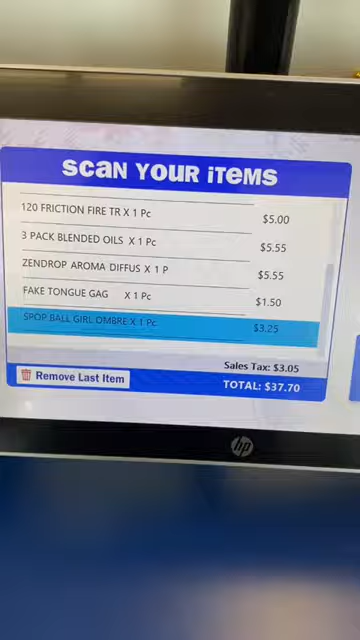 SCAN YOUR iTEMS
120 FRICTION FIRE TR X 1 Pc $5.00
3 PACK BLENDED OILS X 1 Pc $5.55
ZENDROP AROMA DIFFUS X 1 P $5.55
FAKE TONGUE GAG X 1 Pc $1.50
SPOP BALL GIRL OMBRE X 1 Pc $3.25
Sales Tax: $3.05
Remove Last Item TOTAL: $37.70
hp